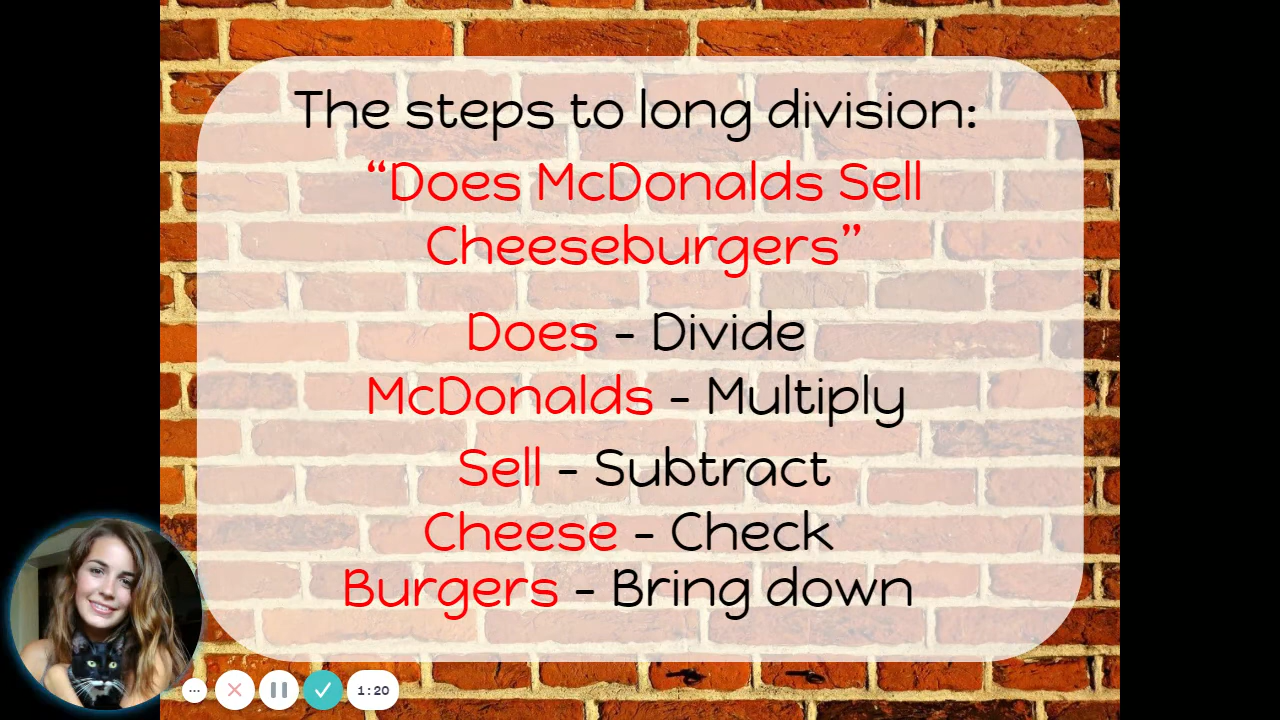 The steps to long division:
“Does McDonalds Sell
Cheeseburgers”
Does - Divide
McDonalds - Multiply
Sell - Subtract
Cheese - Check
Burgers - Bring down
1:20